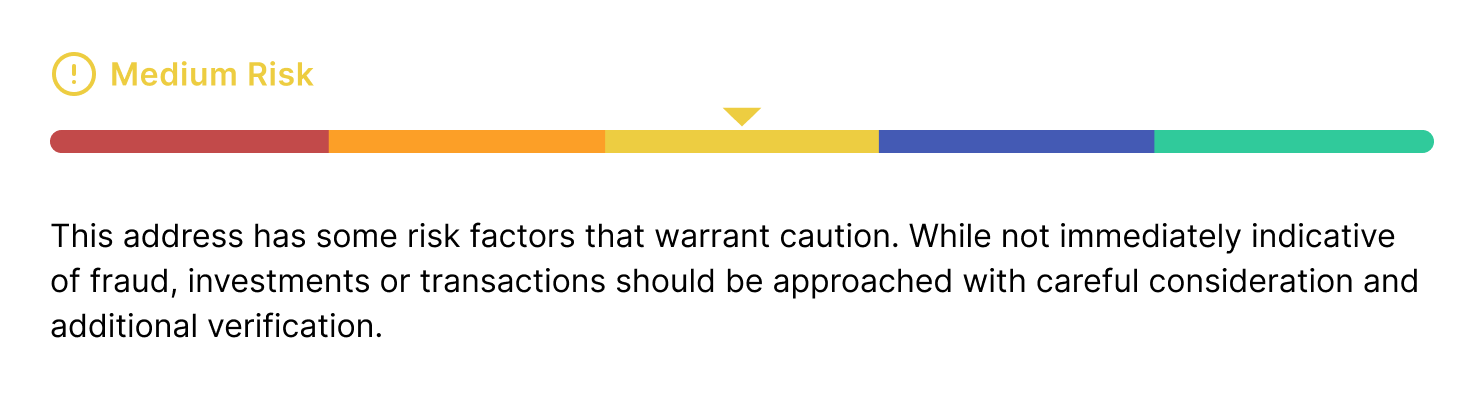 Medium Risk
This address has some risk factors that warrant caution. While not immediately indicative
of fraud, investments or transactions should be approached with careful consideration and
additional verification.